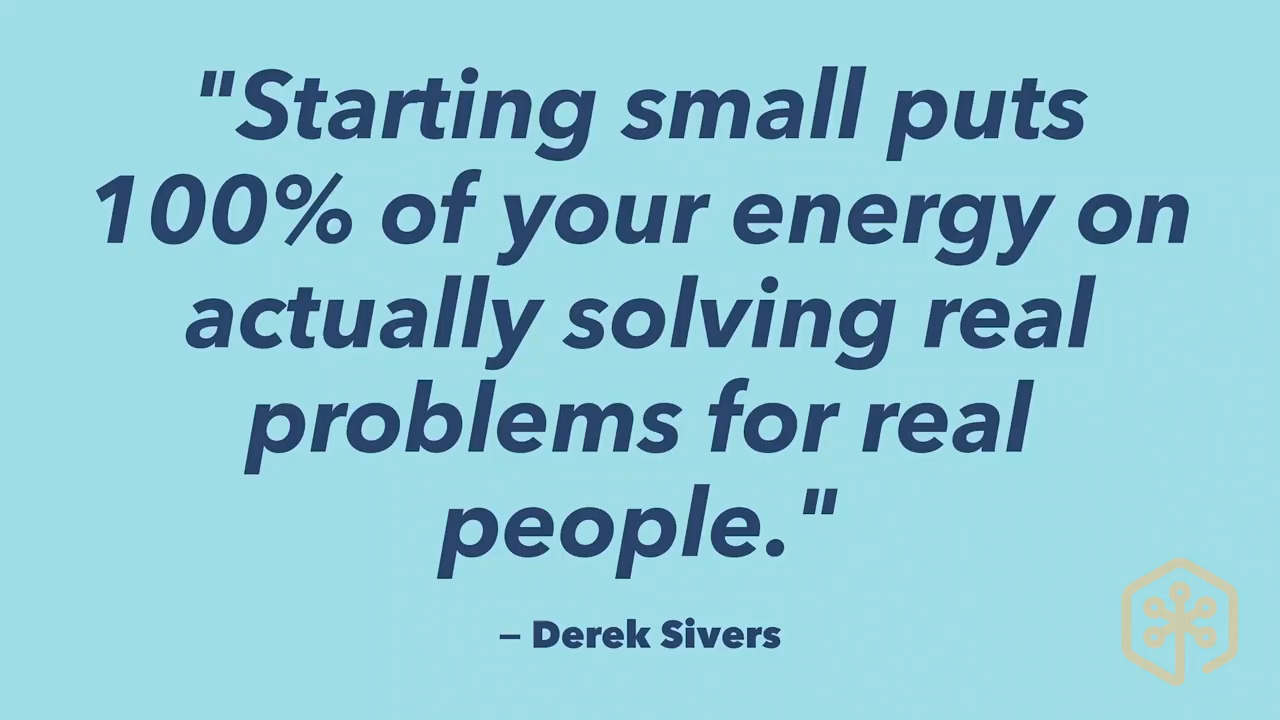 "Starting small puts
100% of your energy on
actually solving real
problems for real
people."
– Derek Sivers